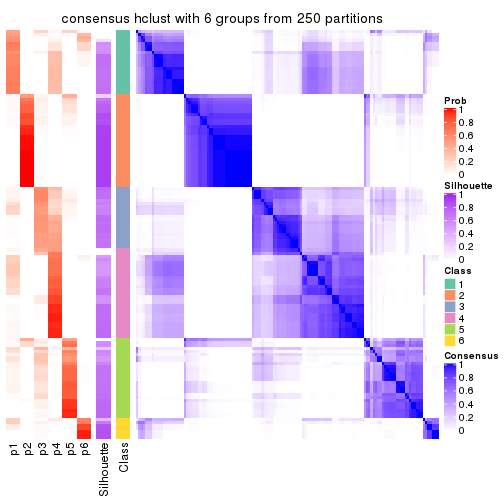 consensus hclust with 6 groups from 250 partitions
Prob
1
0.8
0.6
0.4
0.2
0
Silhouette
1
0.8
0.6
0.4
0.2
0
Class
1
2
3
4
5
6
Consensus
1
0.8
0.6
0.4
0.2
0
p1
p2
p3
p4
p5
p6
Silhouette
Class